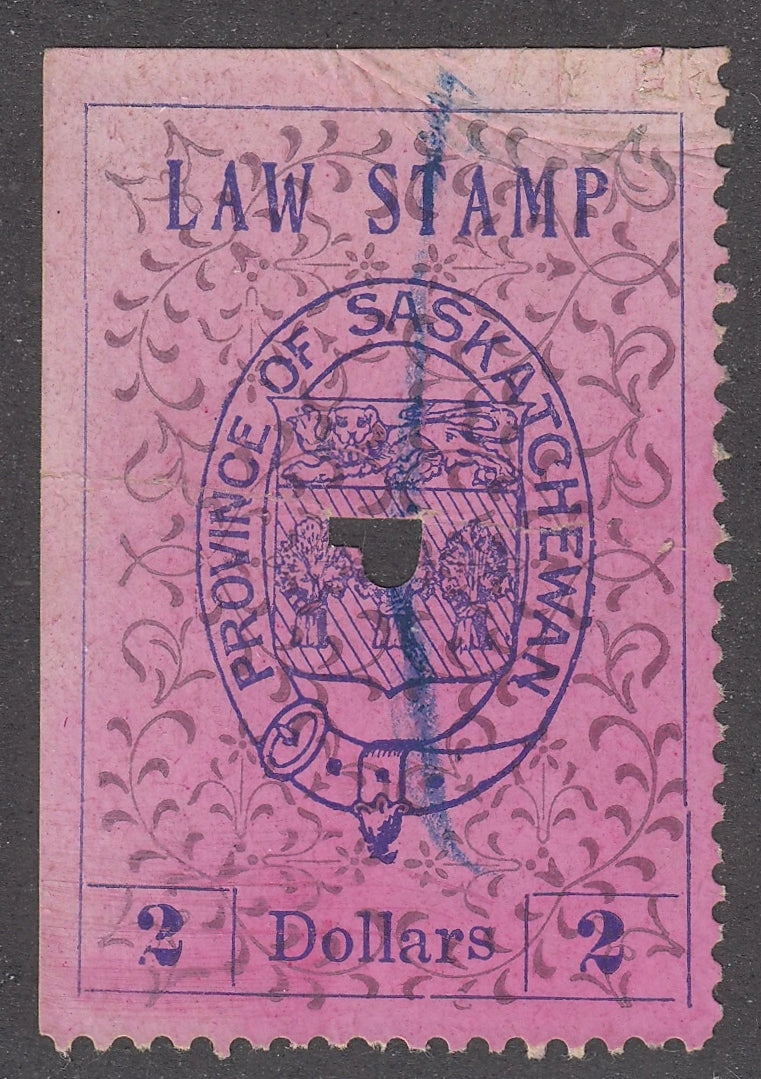 LAW STAMP
PROVINCE OF SASKATCHEWAN
2 Dollars 2